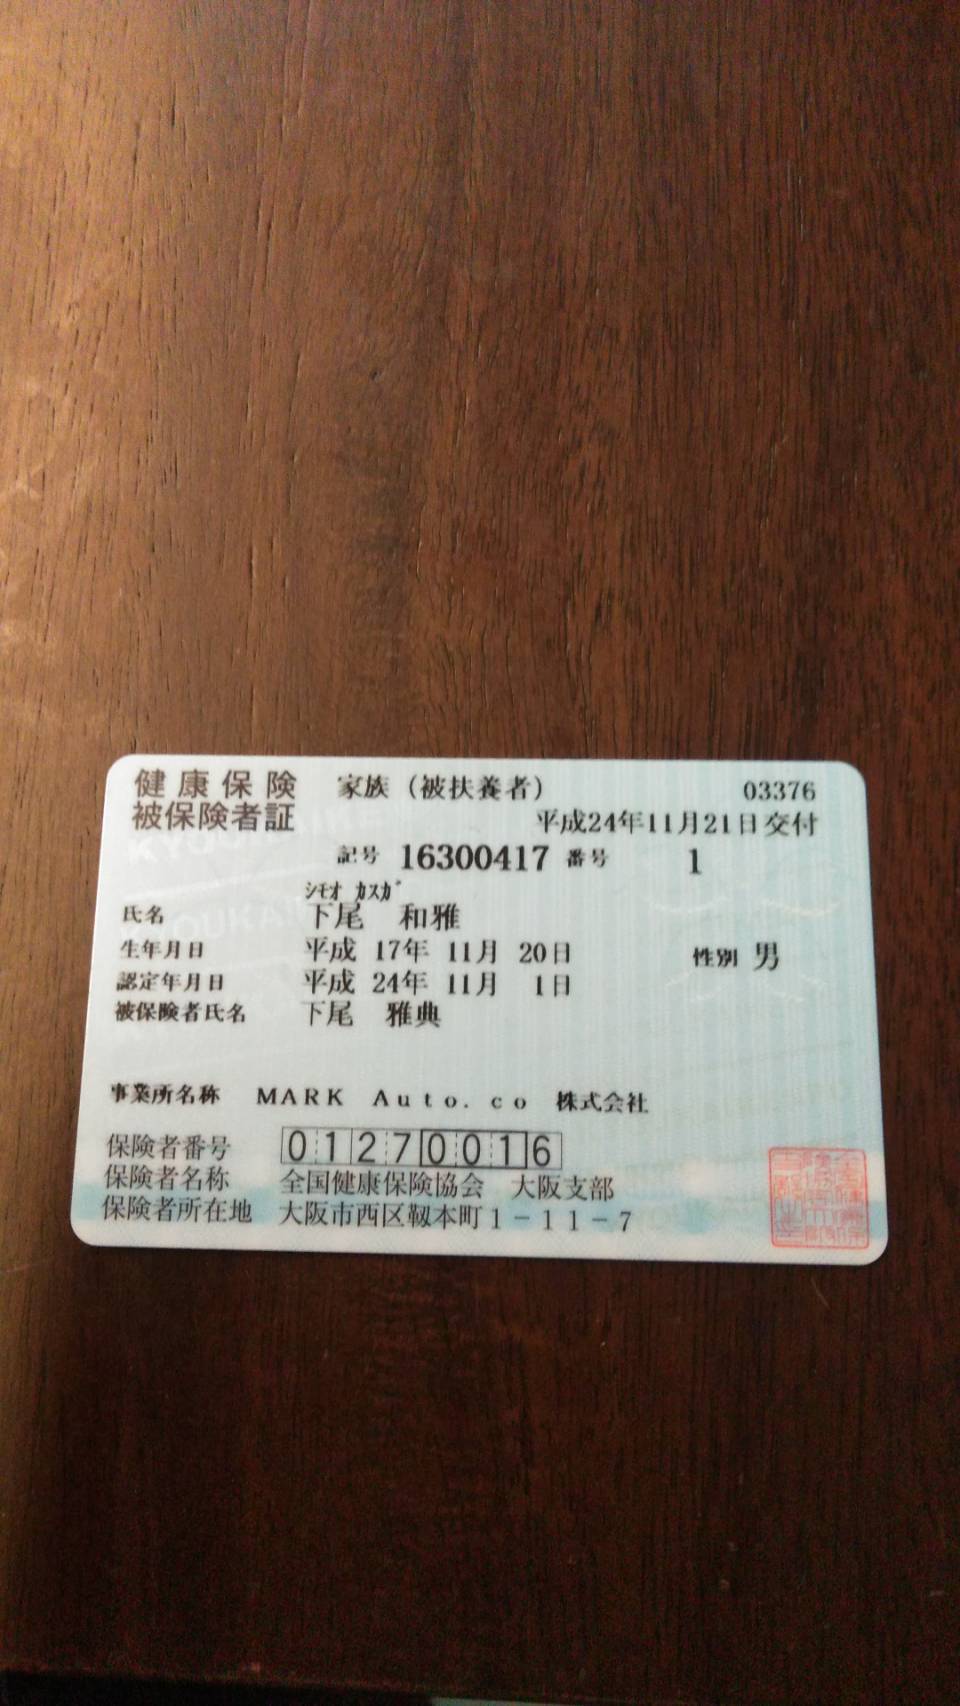 健康保険 家族（被扶養者） 03376
被保険者証 平成24年11月21日交付
記号 16300417 番号 1
ｼﾓｵ ｶｽｶﾞ
氏名 下尾 和雅
生年月日 平成 17年 11月 20日 性別 男
認定年月日 平成 24年 11月 1日
被保険者氏名 下尾 雅典
事業所名称 MARK Auto.co 株式会社
保険者番号 01270016
保険者名称 全国健康保険協会 大阪支部
保険者所在地 大阪市西区靱本町1-11-7